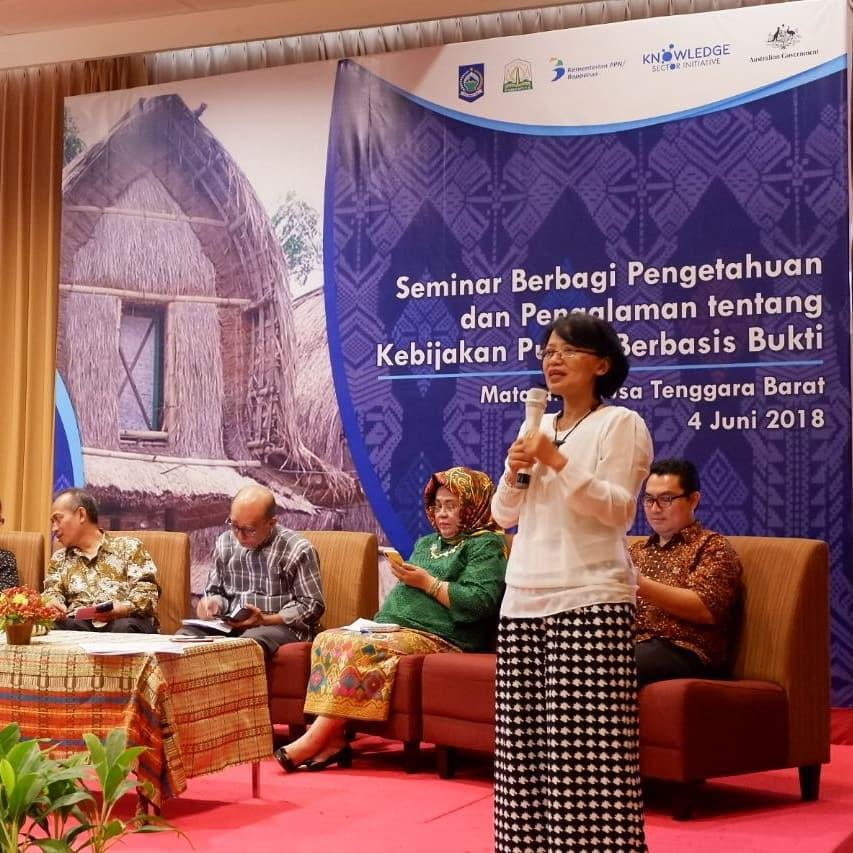 Kementerian PPN/
Bappenas
KNOWLEDGE
SECTOR INITIATIVE
Australian Government
Seminar Berbagi Pengetahuan
dan Pengalaman tentang
Kebijakan Berbasis Bukti
Tenggara Barat
4 Juni 2018